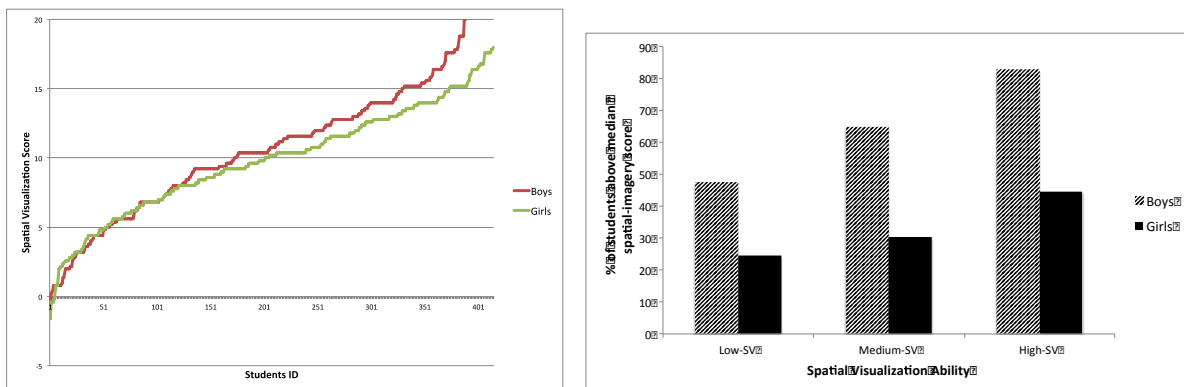 20
15
10
5
0
-5
1 51 101 151 201 251 301 351 401
Spatial Visualization Score
Students ID
Boys
Girls
90
80
70
60
50
40
30
20
10
0
% of students above median
spatial-imagery score
Low-SV Medium-SV High-SV
Spatial Visualization Ability
Boys
Girls